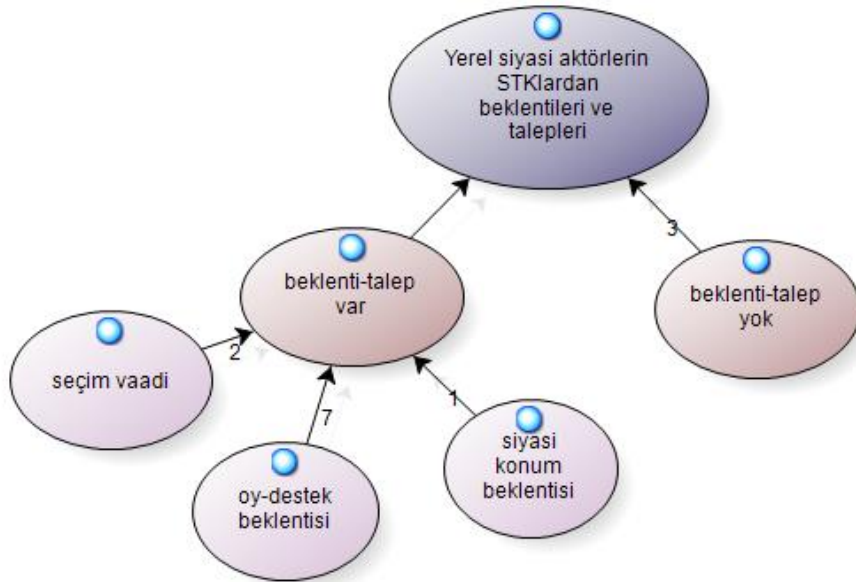 Yerel siyasi aktörlerin
STKlardan
beklentileri ve
talepleri
3
beklenti-talep
var
beklenti-talep
yok
2
seçim vaadi
7
1
siyasi
konum
beklentisi
oy-destek
beklentisi